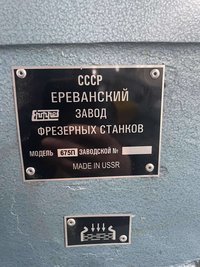 СССР
ЕРЕВАНСКИЙ
ЗАВОД
ФРЕЗЕРНЫХ СТАНКОВ
МОДЕЛЬ 675П ЗАВОДСКОЙ №
MADE IN USSR